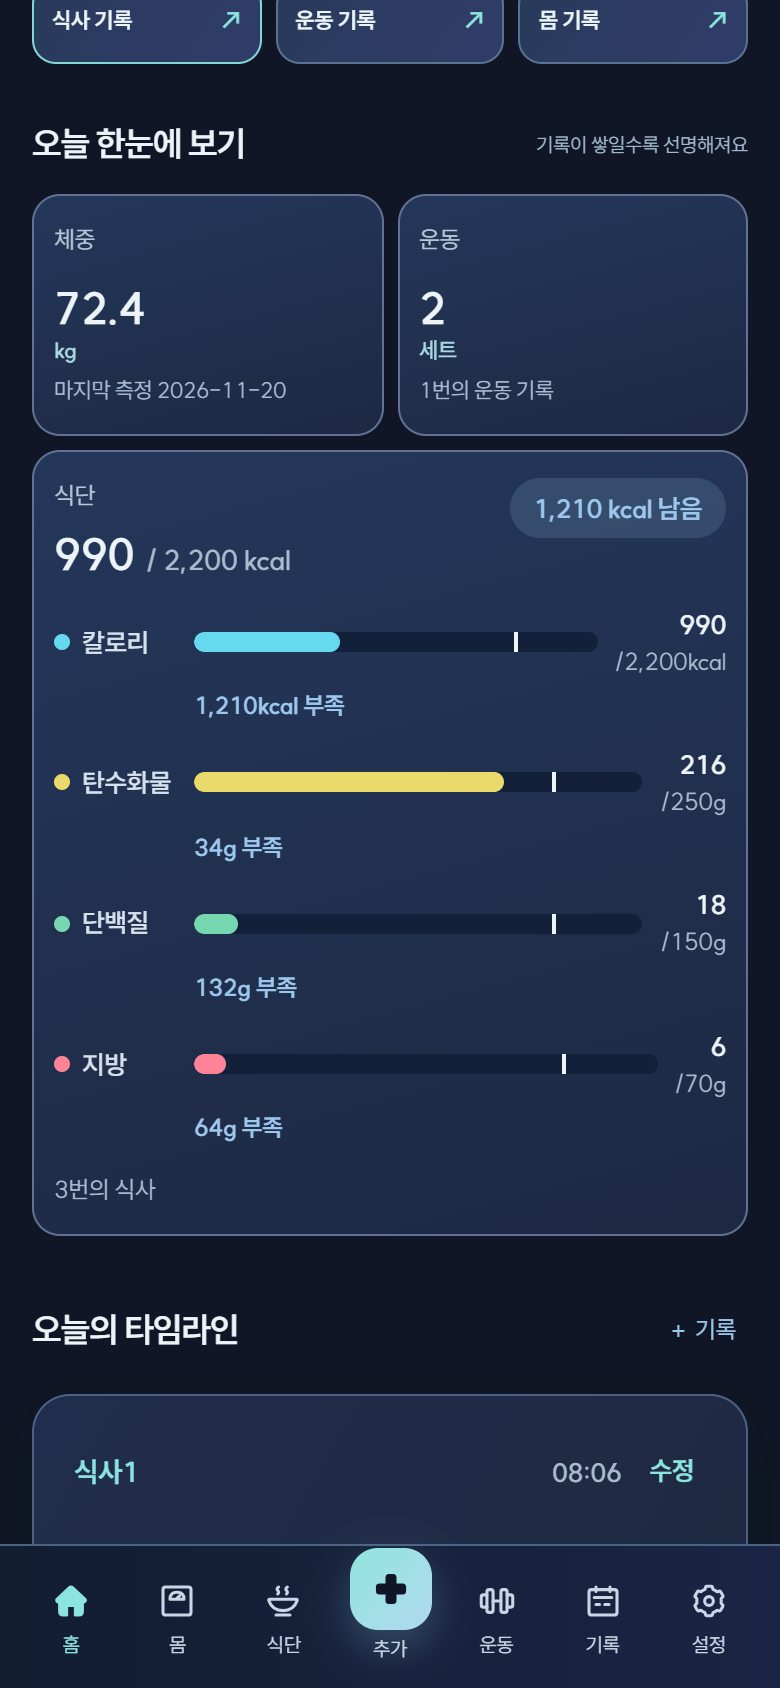 식사 기록
운동 기록
몸 기록
오늘 한눈에 보기
기록이 쌓일수록 선명해져요
체중
72.4
kg
마지막 측정 2026-11-20
운동
2
세트
1번의 운동 기록
식단
1,210 kcal 남음
990 / 2,200 kcal
칼로리
990
/2,200kcal
1,210kcal 부족
탄수화물
216
/250g
34g 부족
단백질
18
/150g
132g 부족
지방
6
/70g
64g 부족
3번의 식사
오늘의 타임라인
+ 기록
식사1
08:06
수정
홈
몸
식단
추가
운동
기록
설정